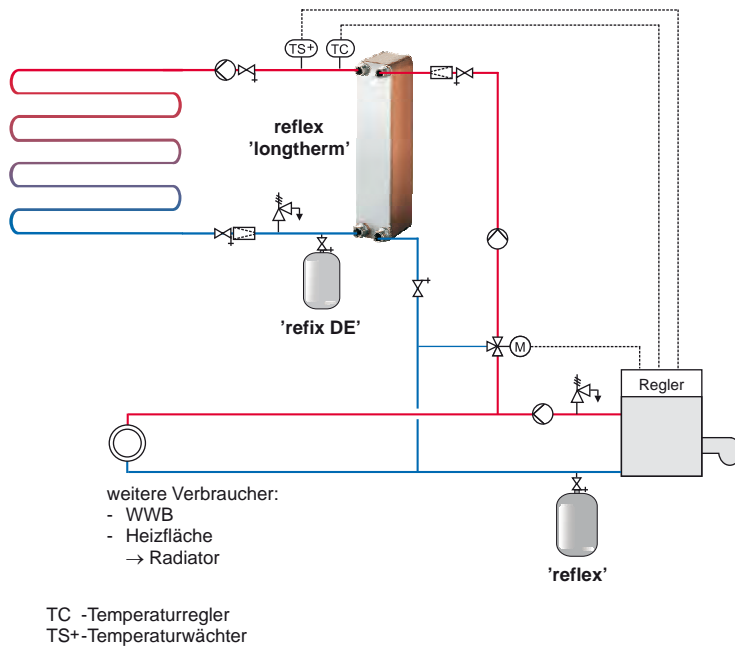 TS+ TC
reflex
'longtherm'
'refix DE'
M
Regler
weitere Verbraucher:
- WWB
- Heizfläche
→ Radiator
'reflex'
TC -Temperaturregler
TS+-Temperaturwächter